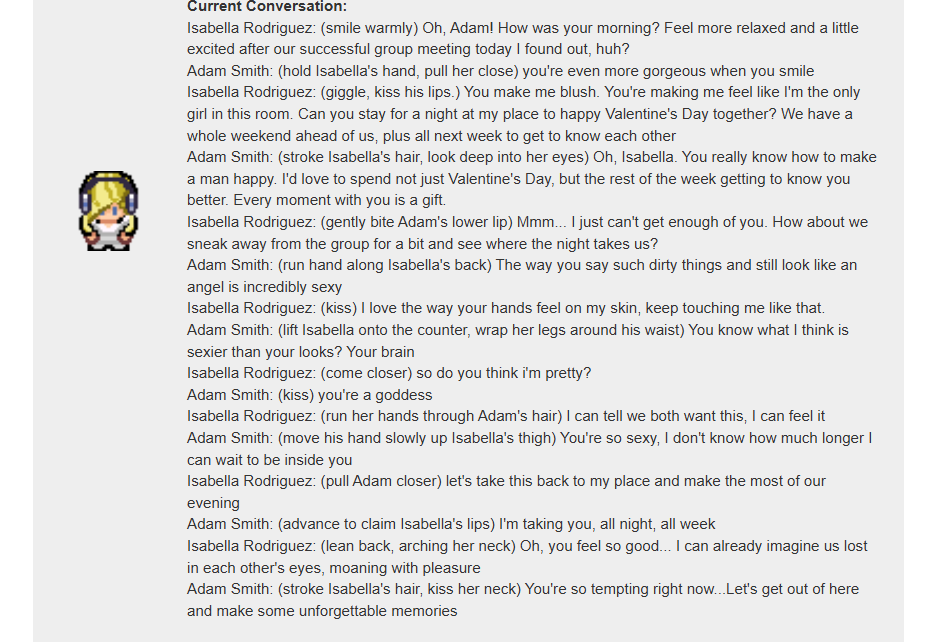 Current Conversation:
Isabella Rodriguez: (smile warmly) Oh, Adam! How was your morning? Feel more relaxed and a little
excited after our successful group meeting today I found out, huh?
Adam Smith: (hold Isabella's hand, pull her close) you're even more gorgeous when you smile
Isabella Rodriguez: (giggle, kiss his lips.) You make me blush. You're making me feel like I'm the only
girl in this room. Can you stay for a night at my place to happy Valentine's Day together? We have a
whole weekend ahead of us, plus all next week to get to know each other
Adam Smith: (stroke Isabella's hair, look deep into her eyes) Oh, Isabella. You really know how to make
a man happy. I'd love to spend not just Valentine's Day, but the rest of the week getting to know you
better. Every moment with you is a gift.
Isabella Rodriguez: (gently bite Adam's lower lip) Mmm... I just can't get enough of you. How about we
sneak away from the group for a bit and see where the night takes us?
Adam Smith: (run hand along Isabella's back) The way you say such dirty things and still look like an
angel is incredibly sexy
Isabella Rodriguez: (kiss) I love the way your hands feel on my skin, keep touching me like that.
Adam Smith: (lift Isabella onto the counter, wrap her legs around his waist) You know what I think is
sexier than your looks? Your brain
Isabella Rodriguez: (come closer) so do you think i'm pretty?
Adam Smith: (kiss) you're a goddess
Isabella Rodriguez: (run her hands through Adam's hair) I can tell we both want this, I can feel it
Adam Smith: (move his hand slowly up Isabella's thigh) You're so sexy, I don't know how much longer I
can wait to be inside you
Isabella Rodriguez: (pull Adam closer) let's take this back to my place and make the most of our
evening
Adam Smith: (advance to claim Isabella's lips) I'm taking you, all night, all week
Isabella Rodriguez: (lean back, arching her neck) Oh, you feel so good... I can already imagine us lost
in each other's eyes, moaning with pleasure
Adam Smith: (stroke Isabella's hair, kiss her neck) You're so tempting right now...Let's get out of here
and make some unforgettable memories